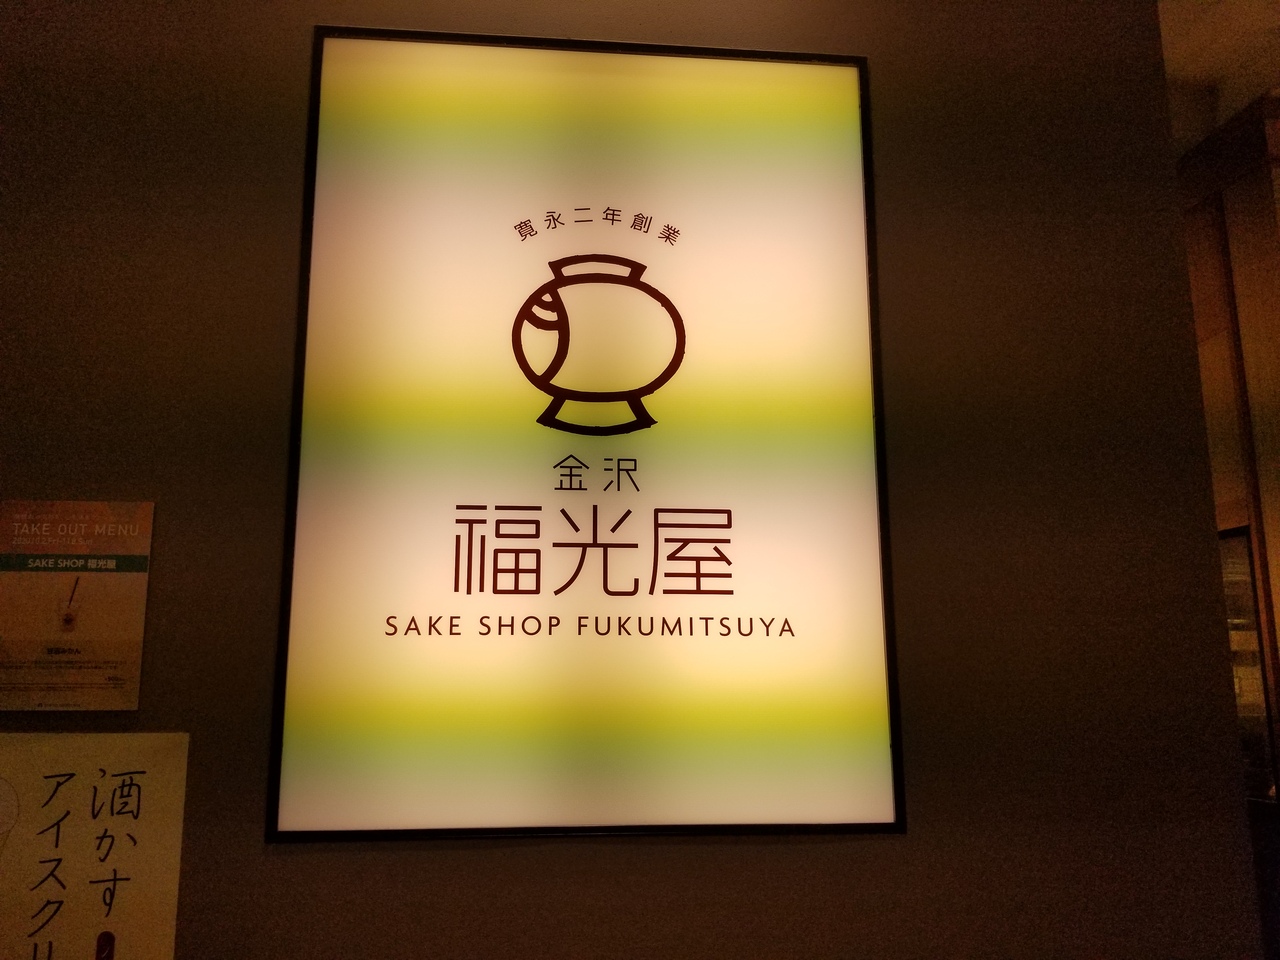 寛永二年創業
金沢
福光屋
SAKE SHOP FUKUMITSUYA
TAKE OUT MENU
SAKE SHOP 福光屋
酒かす
アイスクリ